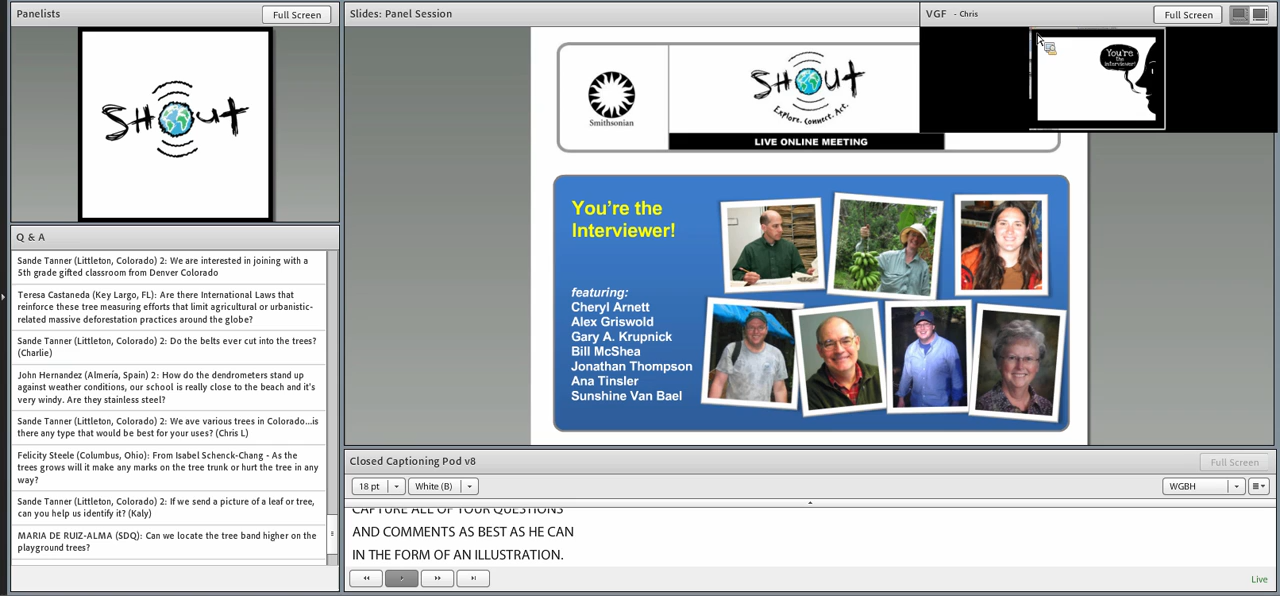 Panelists
Full Screen
SHOUT
Q & A
Sande Tanner (Littleton, Colorado) 2: We are interested in joining with a
5th grade gifted classroom from Denver Colorado
Teresa Castaneda (Key Largo, FL): Are there International Laws that
reinforce these tree measuring efforts that limit agricultural or urbanistic-
related massive deforestation practices around the globe?
Sande Tanner (Littleton, Colorado) 2: Do the belts ever cut into the trees?
(Charlie)
John Hernandez (Almería, Spain) 2: How do the dendrometers stand up
against weather conditions, our school is really close to the beach and it's
very windy. Are they stainless steel?
Sande Tanner (Littleton, Colorado) 2: We ave various trees in Colorado...is
there any type that would be best for your uses? (Chris L)
Felicity Steele (Columbus, Ohio): From Isabel Schenck-Chang - As the
trees grows will it make any marks on the tree trunk or hurt the tree in any
way?
Sande Tanner (Littleton, Colorado) 2: If we send a picture of a leaf or tree,
can you help us identify it? (Kaly)
MARIA DE RUIZ-ALMA (SDQ): Can we locate the tree band higher on the
playground trees?
Slides: Panel Session
Smithsonian
SHOUT
Explore. Connect. Act.
LIVE ONLINE MEETING
You're the
Interviewer!
featuring:
Cheryl Arnett
Alex Griswold
Gary A. Krupnick
Bill McShea
Jonathan Thompson
Ana Tinsler
Sunshine Van Bael
VGF - Chris
Full Screen
You're
the
Interviewer!
Closed Captioning Pod v8
Full Screen
18 pt
White (B)
WGBH
CAPTURE ALL OF YOUR QUESTIONS
AND COMMENTS AS BEST AS HE CAN
IN THE FORM OF AN ILLUSTRATION.
Live